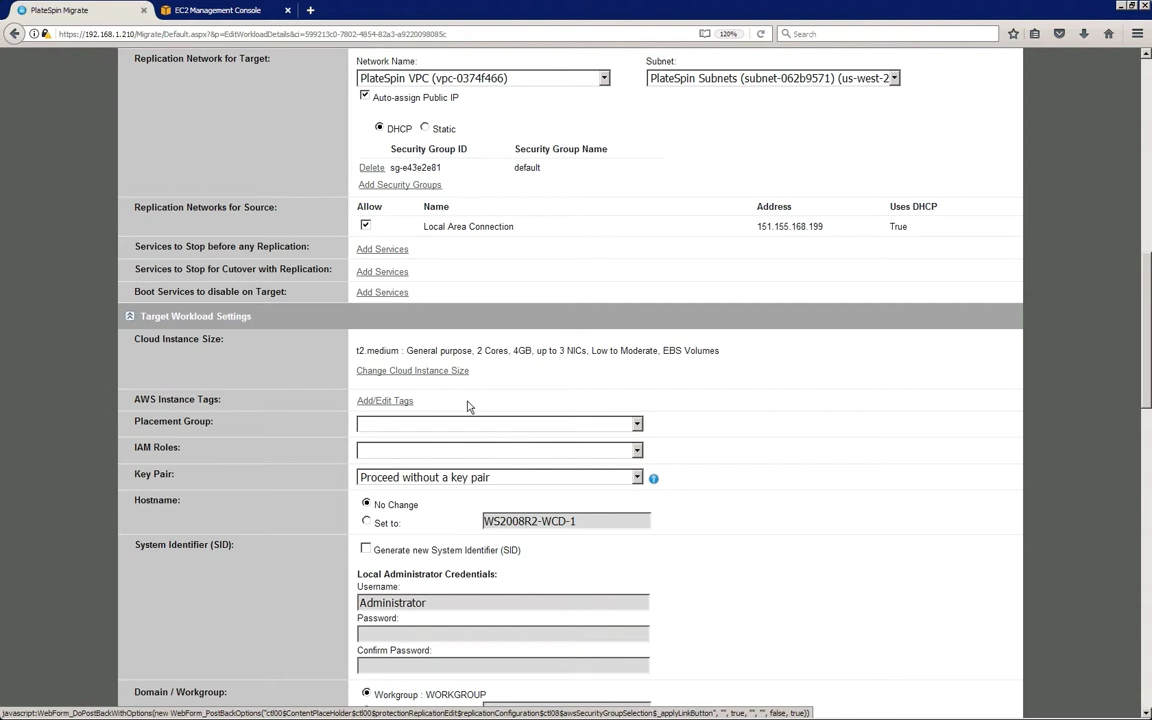 PlateSpin Migrate
EC2 Management Console
https://192.168.1.210/Migrate/Default.aspx?&p=EditWorkloadDetails&ci=599213c0-7802-4854-82a3-a9220098085c
120%
Search
Replication Network for Target:
Network Name:
Subnet:
PlateSpin VPC (vpc-0374f466)
PlateSpin Subnets (subnet-062b9571) (us-west-2
Auto-assign Public IP
DHCP
Static
Security Group ID
Security Group Name
Delete
sg-e43e2e81
default
Add Security Groups
Replication Networks for Source:
Allow
Name
Address
Uses DHCP
Local Area Connection
151.155.168.199
True
Services to Stop before any Replication:
Add Services
Services to Stop for Cutover with Replication:
Add Services
Boot Services to disable on Target:
Add Services
Target Workload Settings
Cloud Instance Size:
t2.medium : General purpose, 2 Cores, 4GB, up to 3 NICs, Low to Moderate, EBS Volumes
Change Cloud Instance Size
AWS Instance Tags:
Add/Edit Tags
Placement Group:
IAM Roles:
Key Pair:
Proceed without a key pair
Hostname:
No Change
Set to:
WS2008R2-WCD-1
System Identifier (SID):
Generate new System Identifier (SID)
Local Administrator Credentials:
Username:
Administrator
Password:
Confirm Password:
Domain / Workgroup:
Workgroup : WORKGROUP
javascript:WebForm_DoPostBackWithOptions(new WebForm_PostBackOptions("ctl00$ContentPlaceHolder$ctl00$protectionReplicationEdit$replicationConfiguration$ctl08$awsSecurityGroupSelection$_applyLinkButton", "", true, "", "", false, true))